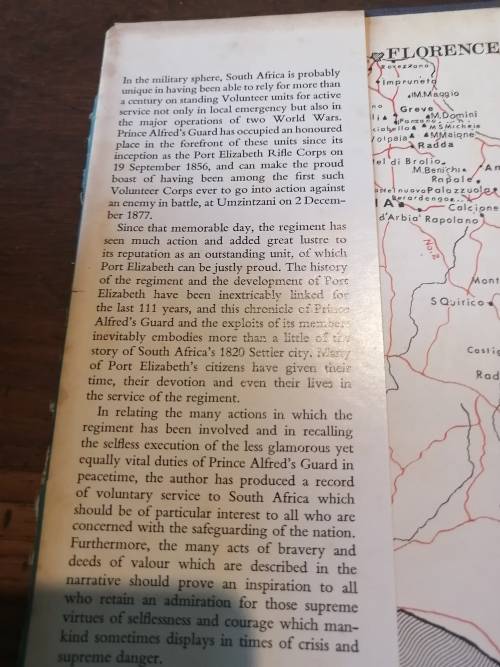 In the military sphere, South Africa is probably
unique in having been able to rely for more than
a century on standing Volunteer units for active
service not only in local emergency but also in
the major operations of two World Wars.
Prince Alfred's Guard has occupied an honoured
place in the forefront of these units since its
inception as the Port Elizabeth Rifle Corps on
19 September 1856, and can make the proud
boast of having been among the first such
Volunteer Corps ever to go into action against
an enemy in battle, at Umzintzani on 2 Decem-
ber 1877.
Since that memorable day, the regiment has
seen much action and added great lustre to
its reputation as an outstanding unit, of which
Port Elizabeth can be justly proud. The history
of the regiment and the development of Port
Elizabeth have been inextricably linked for
the last 111 years, and this chronicle of Prince
Alfred's Guard and the exploits of its members
inevitably embodies more than a little of the
story of South Africa's 1820 Settler city. Many
of Port Elizabeth's citizens have given their
time, their devotion and even their lives in
the service of the regiment.
In relating the many actions in which the
regiment has been involved and in recalling
the selfless execution of the less glamorous yet
equally vital duties of Prince Alfred's Guard in
peacetime, the author has produced a record
of voluntary service to South Africa which
should be of particular interest to all who are
concerned with the safeguarding of the nation.
Furthermore, the many acts of bravery and
deeds of valour which are described in the
narrative should prove an inspiration to all
who retain an admiration for those supreme
virtues of selflessness and courage which man-
kind sometimes displays in times of crisis and
supreme danger.
FLORENCE
Impruneta
M.Maggio
Greve
M.Domini
M.Maione
Radda
di Brolio
M.Benichi
Rapale
Palazzuola
Calcione
d'Arbia
Rapolano
No.2
Mont
S Quirico
Castig
Rad